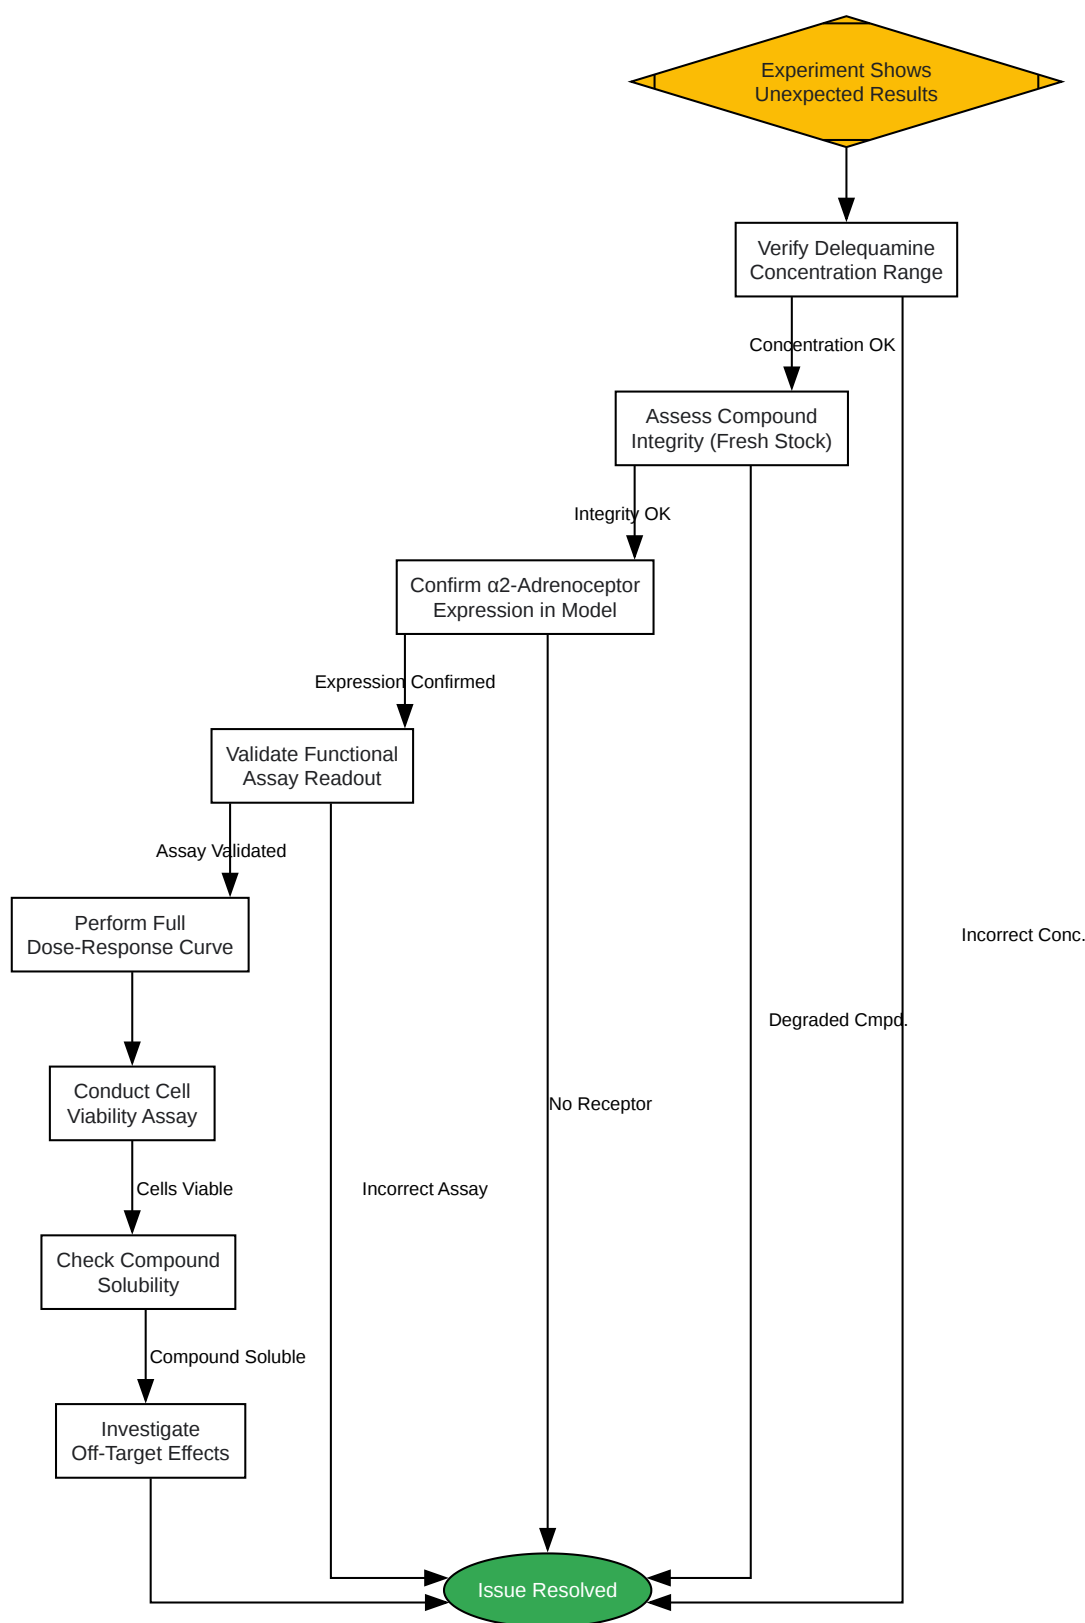 Experiment Shows
Unexpected Results
Verify Delequamine
Concentration Range
Concentration OK
Assess Compound
Integrity (Fresh Stock)
Integrity OK
Confirm α2-Adrenoceptor
Expression in Model
Expression Confirmed
Validate Functional
Assay Readout
Assay Validated
Perform Full
Dose-Response Curve
Incorrect Conc.
Degraded Cmpd.
Conduct Cell
Viability Assay
No Receptor
Cells Viable
Incorrect Assay
Check Compound
Solubility
Compound Soluble
Investigate
Off-Target Effects
Issue Resolved